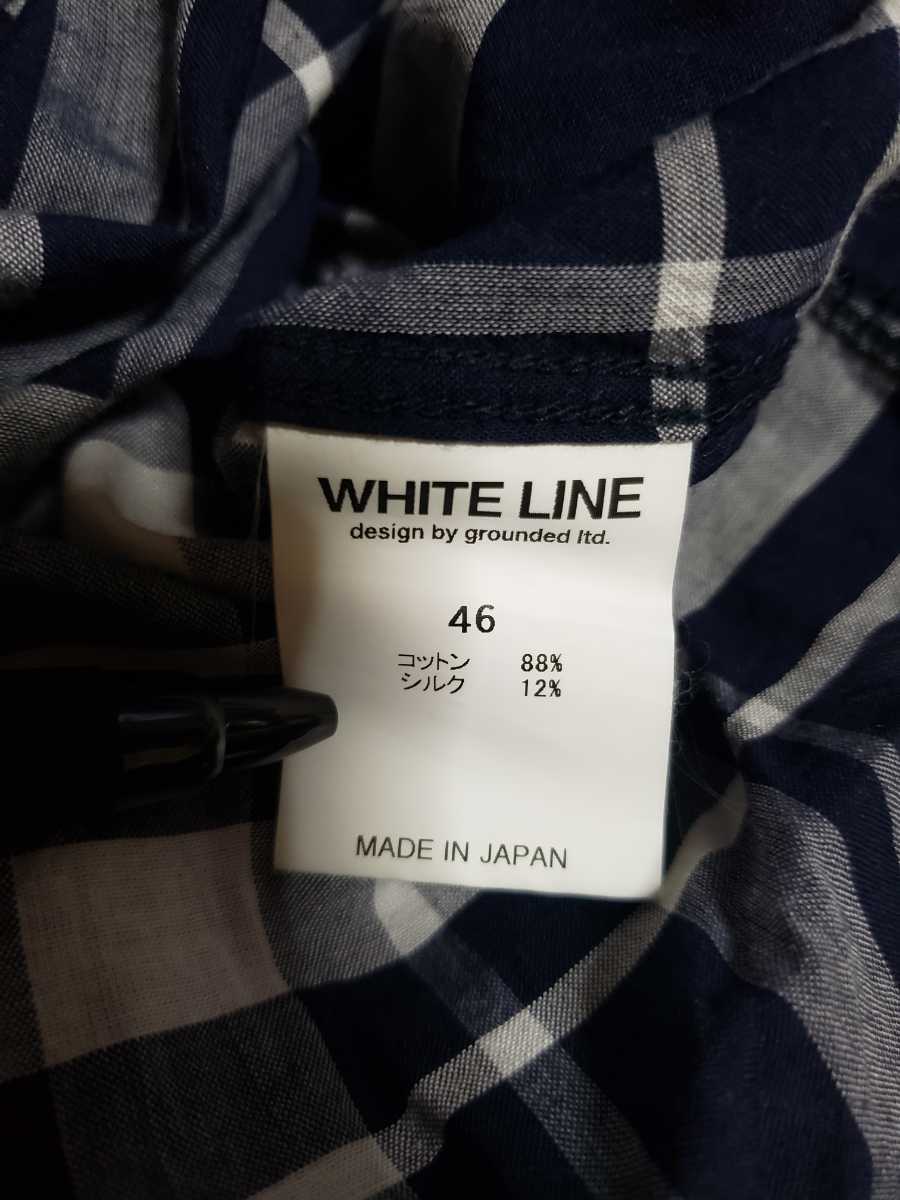 WHITE LINE
design by grounded ltd.
46
コットン 88%
シルク 12%
MADE IN JAPAN